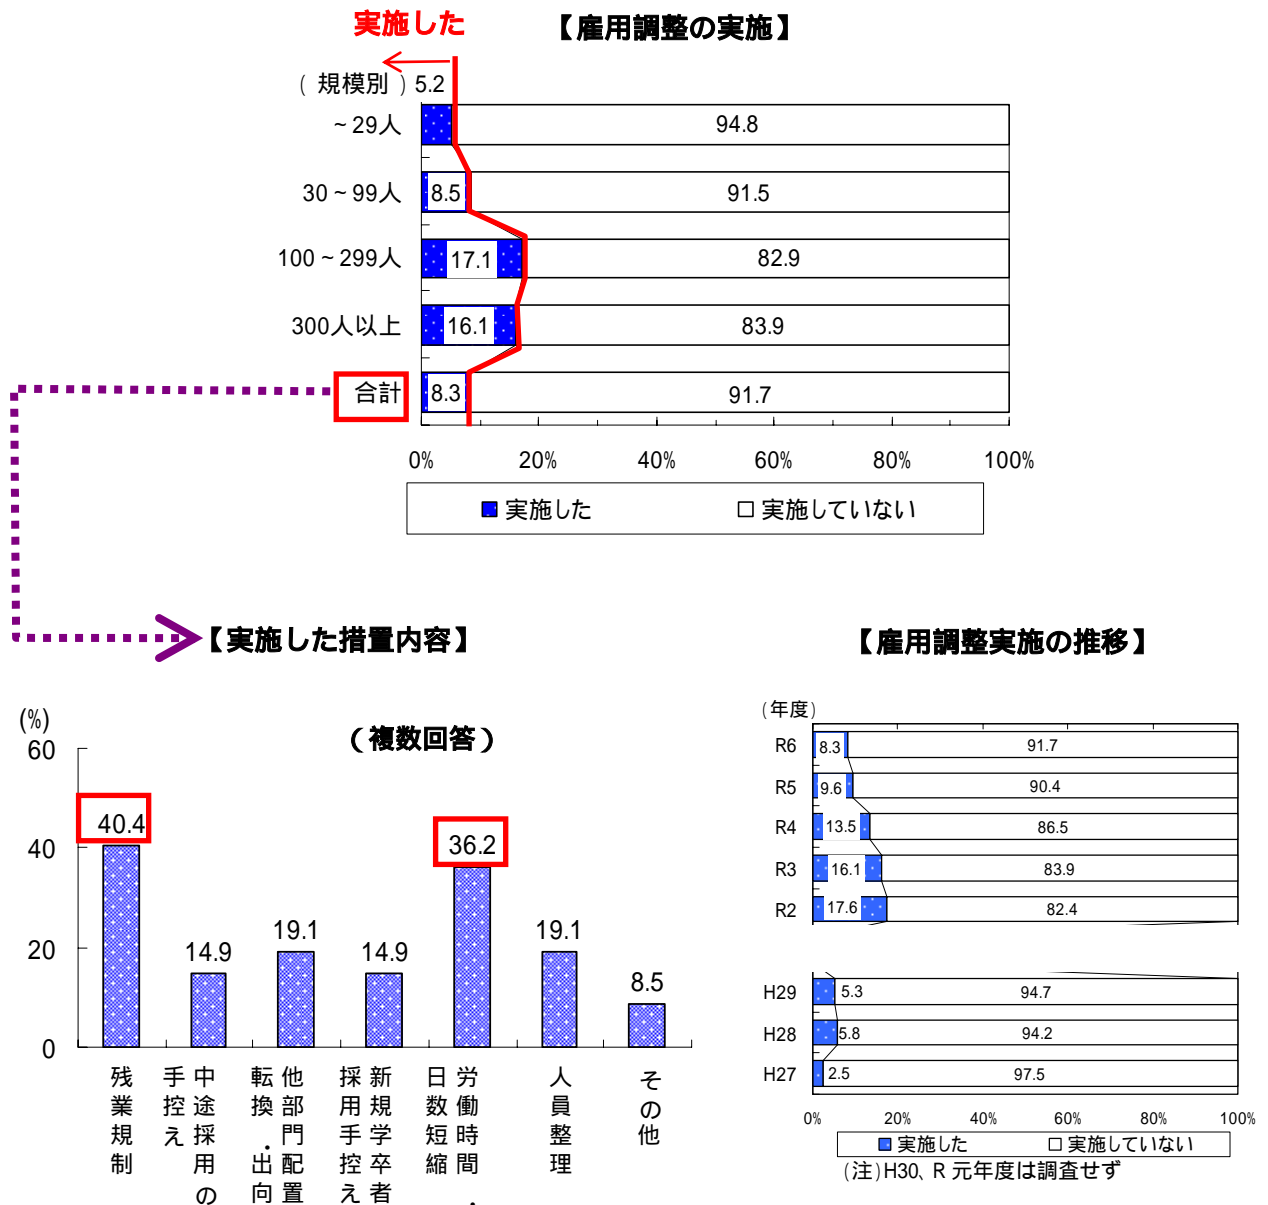 実施した
【雇用調整の実施】
(規模別) 5.2
~29人
94.8
30~99人
8.5
91.5
100~299人
17.1
82.9
300人以上
16.1
83.9
合計
8.3
91.7
0% 20% 40% 60% 80% 100%
実施した 実施していない
【実施した措置内容】
(複数回答)
(%)
60
40
20
0
40.4
14.9
19.1
14.9
36.2
19.1
8.5
残業規制
中途採用の
手控え
他部門配置
転換・出向
新規学卒者
採用手控え
労働時間・
日数短縮
人員整理
その他
【雇用調整実施の推移】
(年度)
R6 8.3 91.7
R5 9.6 90.4
R4 13.5 86.5
R3 16.1 83.9
R2 17.6 82.4
H29 5.3 94.7
H28 5.8 94.2
H27 2.5 97.5
0% 20% 40% 60% 80% 100%
実施した 実施していない
(注)H30、R元年度は調査せず